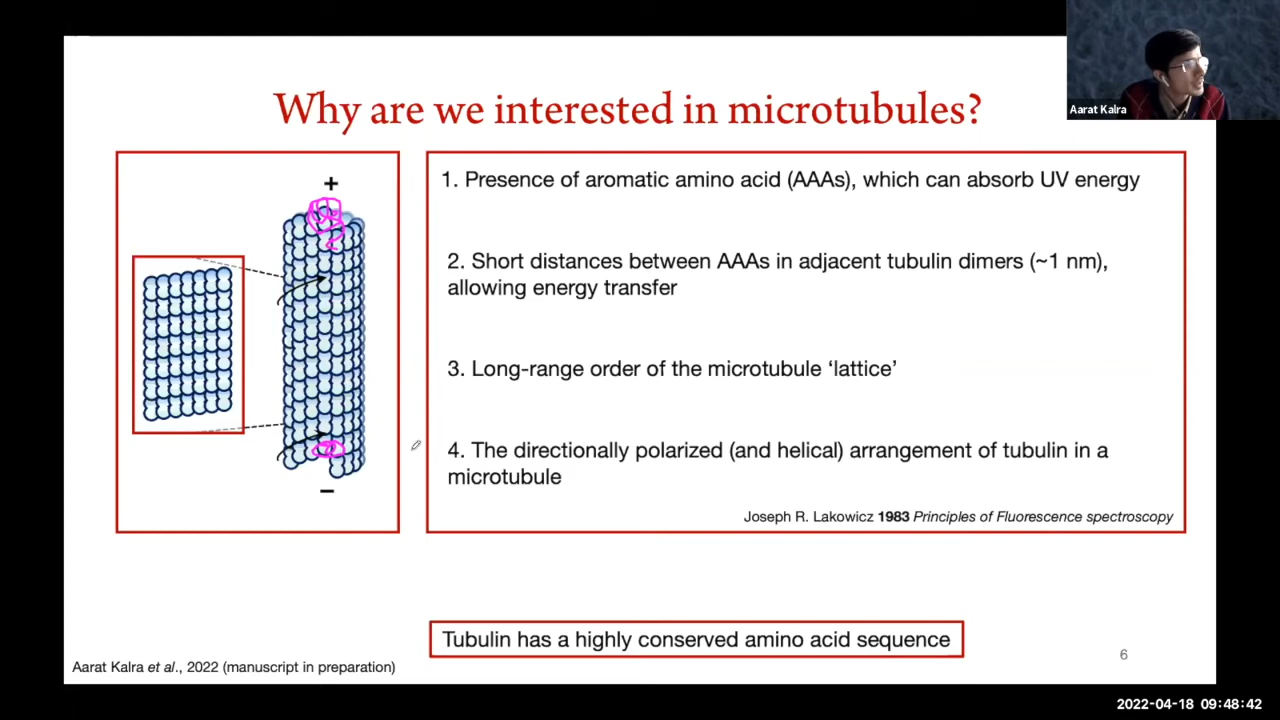 Aarat Kalra
Why are we interested in microtubules?
+
−
1. Presence of aromatic amino acid (AAAs), which can absorb UV energy
2. Short distances between AAAs in adjacent tubulin dimers (~1 nm),
allowing energy transfer
3. Long-range order of the microtubule ‘lattice’
4. The directionally polarized (and helical) arrangement of tubulin in a
microtubule
Joseph R. Lakowicz 1983 Principles of Fluorescence spectroscopy
Tubulin has a highly conserved amino acid sequence
Aarat Kalra et al., 2022 (manuscript in preparation)
6
2022-04-18 09:48:42